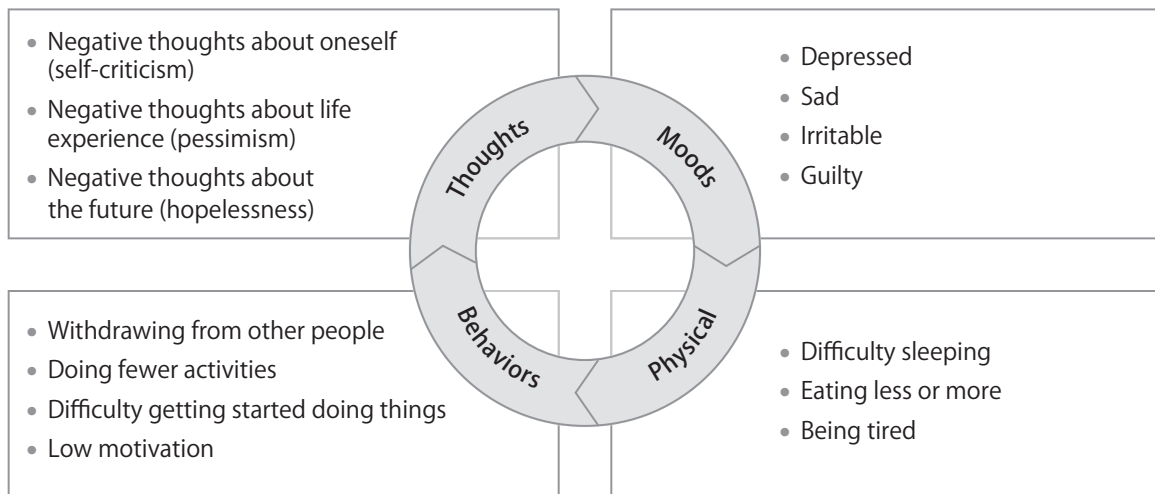 • Negative thoughts about oneself
(self-criticism)
• Negative thoughts about life
experience (pessimism)
• Negative thoughts about
the future (hopelessness)
• Depressed
• Sad
• Irritable
• Guilty
Thoughts
Moods
Behaviors
Physical
• Withdrawing from other people
• Doing fewer activities
• Difficulty getting started doing things
• Low motivation
• Difficulty sleeping
• Eating less or more
• Being tired